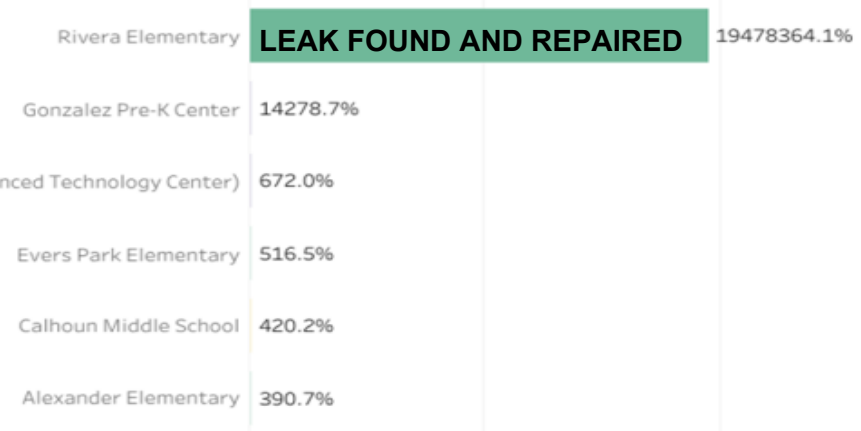 Rivera Elementary LEAK FOUND AND REPAIRED 19478364.1%
Gonzalez Pre-K Center 14278.7%
nced Technology Center) 672.0%
Evers Park Elementary 516.5%
Calhoun Middle School 420.2%
Alexander Elementary 390.7%